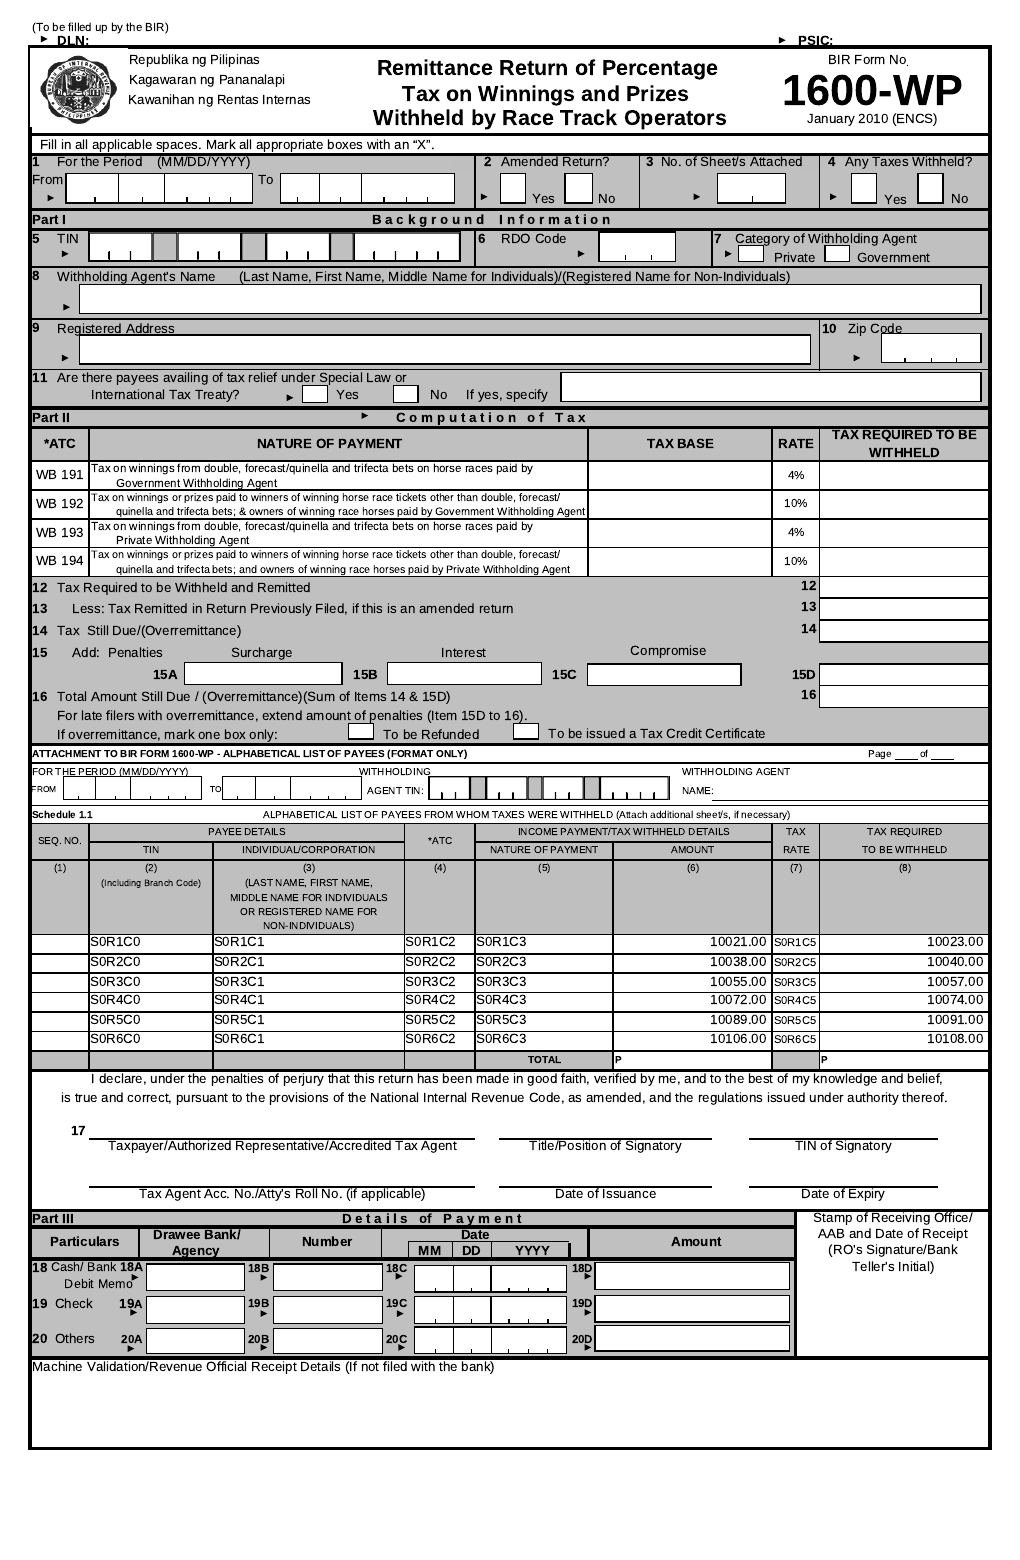 (To be filled up by the BIR)
DLN: PSIC:
Republika ng Pilipinas
Kagawaran ng Pananalapi
Kawanihan ng Rentas Internas
Remittance Return of Percentage
Tax on Winnings and Prizes
Withheld by Race Track Operators
BIR Form No.
1600-WP
January 2010 (ENCS)
Fill in all applicable spaces. Mark all appropriate boxes with an “X”.
1 For the Period (MM/DD/YYYY) 2 Amended Return? 3 No. of Sheet/s Attached 4 Any Taxes Withheld?
From To Yes No Yes No
Part I Background Information
5 TIN 6 RDO Code 7 Category of Withholding Agent
Private Government
8 Withholding Agent's Name (Last Name, First Name, Middle Name for Individuals)/(Registered Name for Non-Individuals)
9 Registered Address 10 Zip Code
11 Are there payees availing of tax relief under Special Law or
International Tax Treaty? Yes No If yes, specify
Part II Computation of Tax
*ATC NATURE OF PAYMENT TAX BASE RATE TAX REQUIRED TO BE WITHHELD
WB 191 Tax on winnings from double, forecast/quinella and trifecta bets on horse races paid by
Government Withholding Agent 4%
WB 192 Tax on winnings or prizes paid to winners of winning horse race tickets other than double, forecast/
quinella and trifecta bets; & owners of winning race horses paid by Government Withholding Agent 10%
WB 193 Tax on winnings from double, forecast/quinella and trifecta bets on horse races paid by
Private Withholding Agent 4%
WB 194 Tax on winnings or prizes paid to winners of winning horse race tickets other than double, forecast/
quinella and trifecta bets; and owners of winning race horses paid by Private Withholding Agent 10%
12 Tax Required to be Withheld and Remitted 12
13 Less: Tax Remitted in Return Previously Filed, if this is an amended return 13
14 Tax Still Due/(Overremittance) 14
15 Add: Penalties Surcharge Interest Compromise
15A 15B 15C 15D
16 Total Amount Still Due / (Overremittance)(Sum of Items 14 & 15D) 16
For late filers with overremittance, extend amount of penalties (Item 15D to 16).
If overremittance, mark one box only: To be Refunded To be issued a Tax Credit Certificate
ATTACHMENT TO BIR FORM 1600-WP - ALPHABETICAL LIST OF PAYEES (FORMAT ONLY) Page ____ of ____
FOR THE PERIOD (MM/DD/YYYY) WITHHOLDING WITHHOLDING AGENT
FROM TO AGENT TIN: NAME:
Schedule 1.1 ALPHABETICAL LIST OF PAYEES FROM WHOM TAXES WERE WITHHELD (Attach additional sheet/s, if necessary)
SEQ. NO. PAYEE DETAILS *ATC INCOME PAYMENT/TAX WITHHELD DETAILS TAX TAX REQUIRED
TIN INDIVIDUAL/CORPORATION NATURE OF PAYMENT AMOUNT RATE TO BE WITHHELD
(1) (2) (3) (4) (5) (6) (7) (8)
(Including Branch Code) (LAST NAME, FIRST NAME,
MIDDLE NAME FOR INDIVIDUALS
OR REGISTERED NAME FOR
NON-INDIVIDUALS)
S0R1C0 S0R1C1 S0R1C2 S0R1C3 10021.00 S0R1C5 10023.00
S0R2C0 S0R2C1 S0R2C2 S0R2C3 10038.00 S0R2C5 10040.00
S0R3C0 S0R3C1 S0R3C2 S0R3C3 10055.00 S0R3C5 10057.00
S0R4C0 S0R4C1 S0R4C2 S0R4C3 10072.00 S0R4C5 10074.00
S0R5C0 S0R5C1 S0R5C2 S0R5C3 10089.00 S0R5C5 10091.00
S0R6C0 S0R6C1 S0R6C2 S0R6C3 10106.00 S0R6C5 10108.00
TOTAL P P
I declare, under the penalties of perjury that this return has been made in good faith, verified by me, and to the best of my knowledge and belief,
is true and correct, pursuant to the provisions of the National Internal Revenue Code, as amended, and the regulations issued under authority thereof.
17
Taxpayer/Authorized Representative/Accredited Tax Agent Title/Position of Signatory TIN of Signatory
Tax Agent Acc. No./Atty's Roll No. (if applicable) Date of Issuance Date of Expiry
Part III Details of Payment
Particulars Drawee Bank/ Agency Number Date MM DD YYYY Amount
Stamp of Receiving Office/
AAB and Date of Receipt
(RO's Signature/Bank
Teller's Initial)
18 Cash/ Bank 18A 18B 18C 18D
Debit Memo
19 Check 19A 19B 19C 19D
20 Others 20A 20B 20C 20D
Machine Validation/Revenue Official Receipt Details (If not filed with the bank)